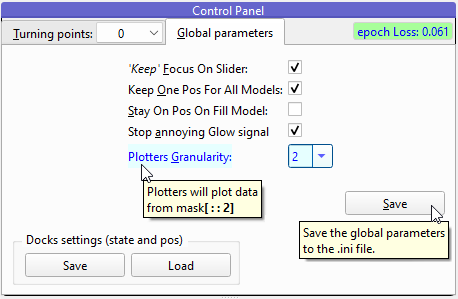 Control Panel
Turning points: 0 Global parameters epoch Loss: 0.061
'Keep' Focus On Slider:
Keep One Pos For All Models:
Stay On Pos On Fill Model:
Stop annoying Glow signal
Plotters Granularity: 2
Plotters will plot data
from mask[::2]
Save
Save the global parameters
to the .ini file.
Docks settings (state and pos)
Save Load